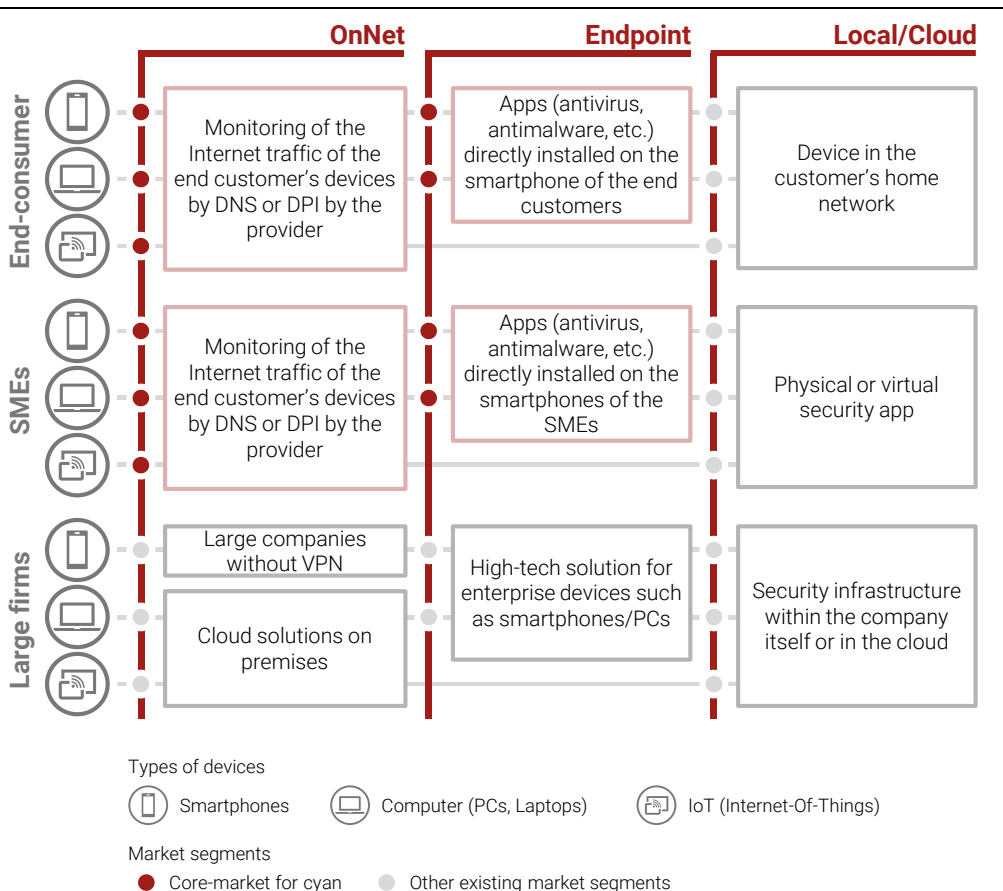 OnNet
Endpoint
Local/Cloud
End-consumer
Monitoring of the
Internet traffic of the
end customer's devices
by DNS or DPI by the
provider
Apps (antivirus,
antimalware, etc.)
directly installed on the
smartphone of the end
customers
Device in the
customer's home
network
SMEs
Monitoring of the
Internet traffic of the
end customer's devices
by DNS or DPI by the
provider
Apps (antivirus,
antimalware, etc.)
directly installed on the
smartphones of the
SMEs
Physical or virtual
security app
Large firms
Large companies
without VPN
Cloud solutions on
premises
High-tech solution for
enterprise devices such
as smartphones/PCs
Security infrastructure
within the company
itself or in the cloud
Types of devices
Smartphones
Computer (PCs, Laptops)
IoT (Internet-Of-Things)
Market segments
Core-market for cyan
Other existing market segments